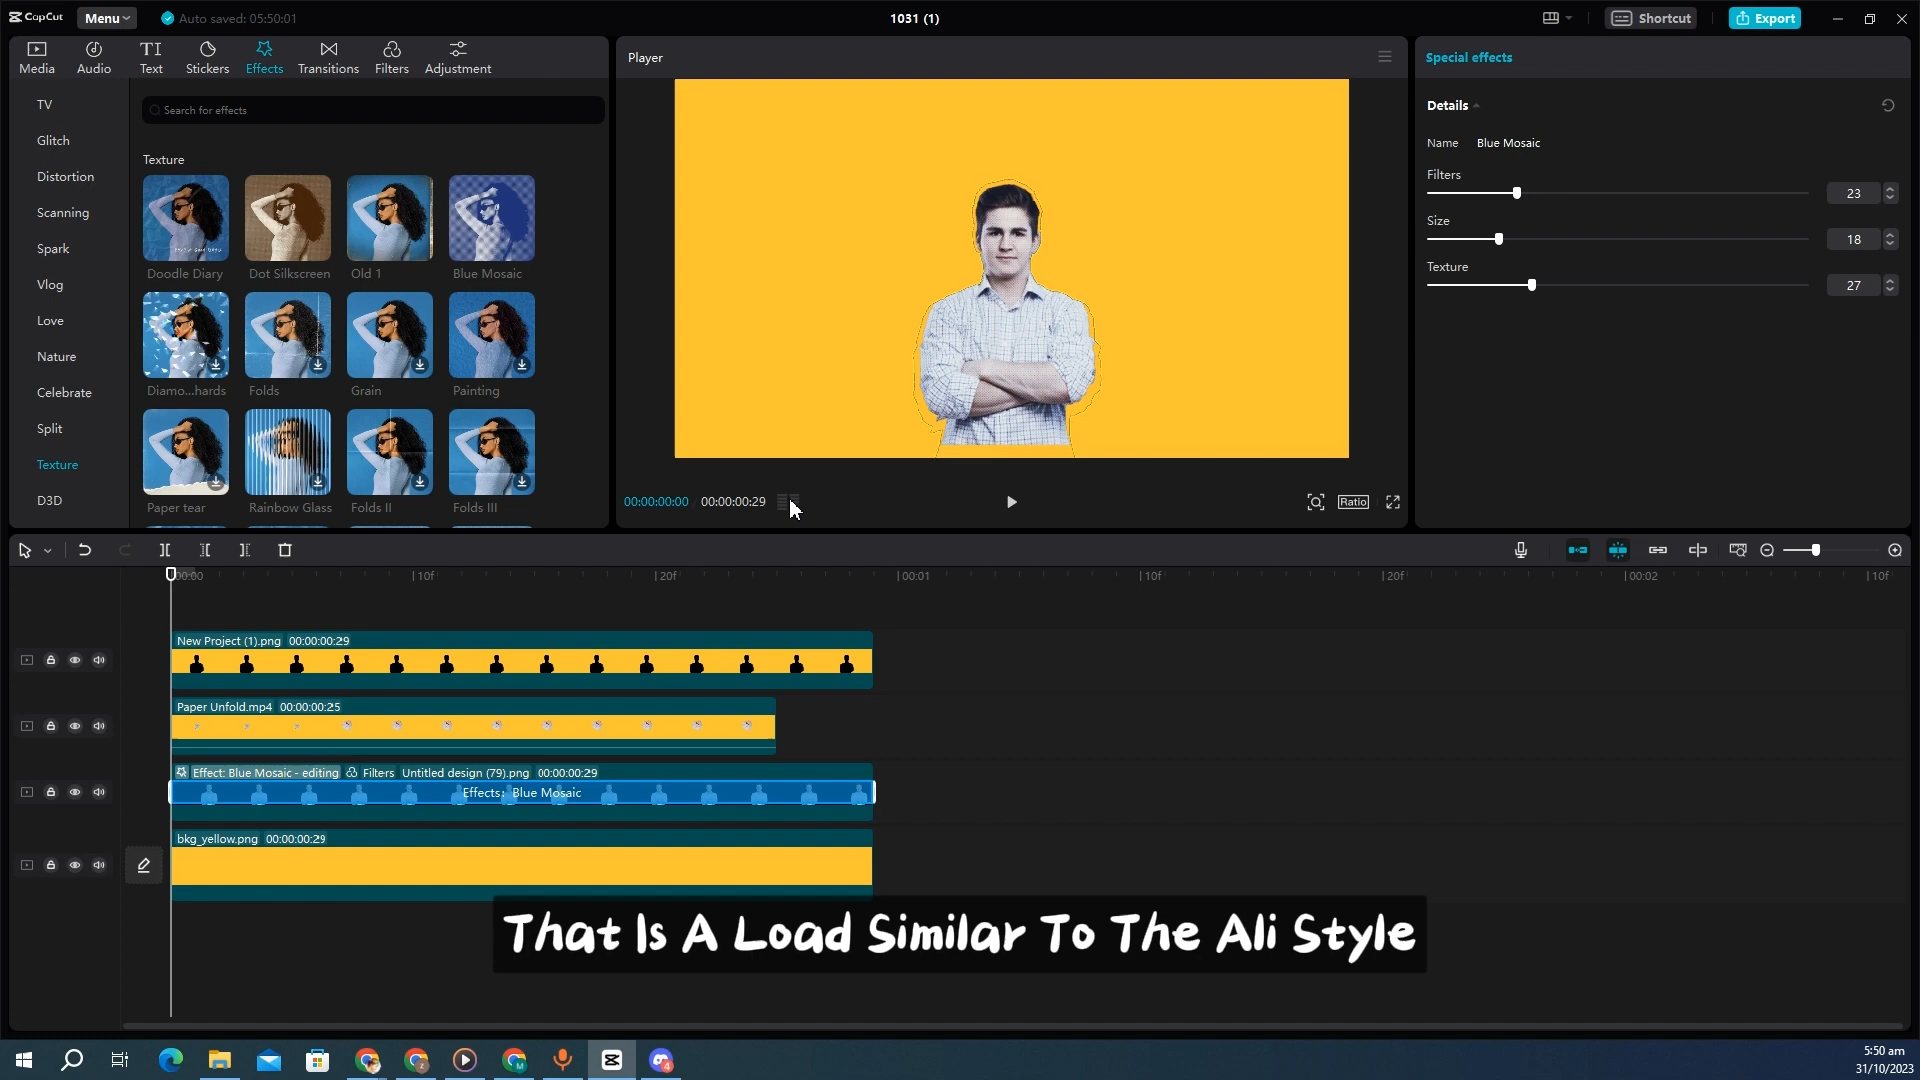 CapCut
Menu
Auto saved: 05:50:01
1031 (1)
Shortcut
Export
Media
Audio
TI
Text
Stickers
Effects
Transitions
Filters
Adjustment
TV
Glitch
Distortion
Scanning
Spark
Vlog
Love
Nature
Celebrate
Split
Texture
D3D
Search for effects
Texture
Doodle Diary
Dot Silkscreen
Old 1
Blue Mosaic
Diamo...hards
Folds
Grain
Painting
Paper tear
Rainbow Glass
Folds II
Folds III
Player
00:00:00:00
00:00:00:29
Ratio
Special effects
Details
Name Blue Mosaic
Filters
23
Size
18
Texture
27
00:00
10f
20f
00:01
10f
20f
00:02
10f
New Project (1).png 00:00:00:29
Paper Unfold.mp4 00:00:00:25
Effect: Blue Mosaic - editing Filters Untitled design (79).png 00:00:00:29
Effects: Blue Mosaic
bkg_yellow.png 00:00:00:29
That Is A Load Similar To The Ali Style
4
5:50 am
31/10/2023